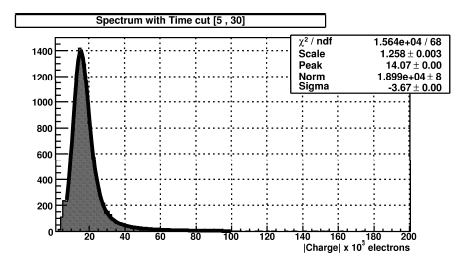 Spectrum with Time cut [5 , 30]
χ² / ndf 1.564e+04 / 68
Scale 1.258 ± 0.003
Peak 14.07 ± 0.00
Norm 1.899e+04 ± 8
Sigma -3.67 ± 0.00
1400
1200
1000
800
600
400
200
0
20 40 60 80 100 120 140 160 180 200
|Charge| x 10³ electrons